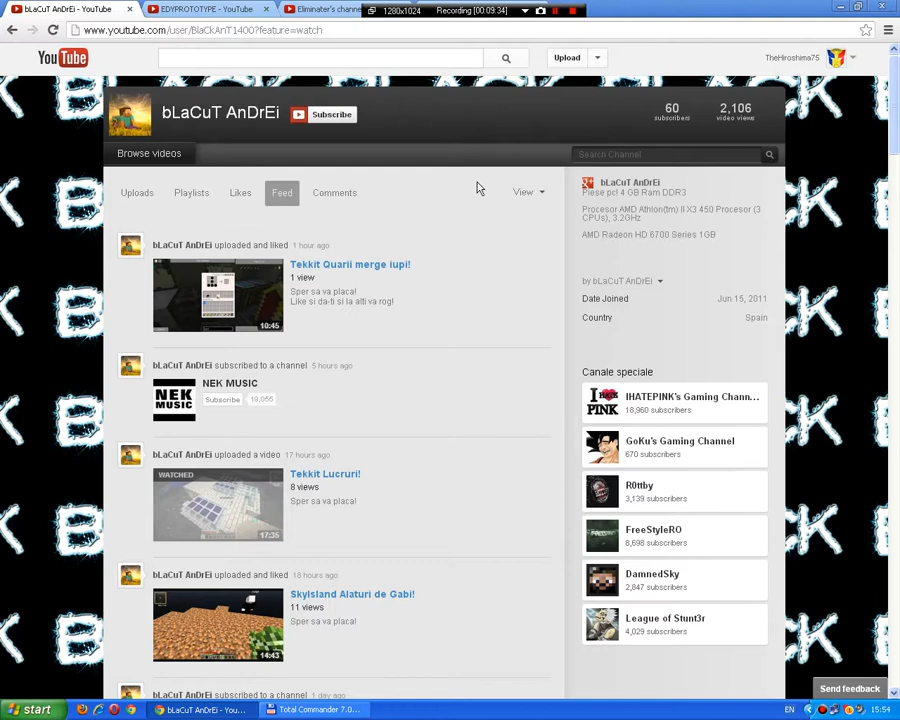 bLaCuT AnDrEi - YouTube
EDYPROTOTYPE - YouTube
Eliminater's channe
1280x1024
Recording [00:09:34]
www.youtube.com/user/BlaCkAnT1400?feature=watch
YouTube
Upload
TheHiroshima75
bLaCuT AnDrEi
Subscribe
60
subscribers
2,106
video views
Browse videos
Search Channel
Uploads
Playlists
Likes
Feed
Comments
View
bLaCuT AnDrEi uploaded and liked 1 hour ago
Tekkit Quarii merge iupi!
1 view
Sper sa va placa!
Like si da-ti si la alti va rog!
10:45
bLaCuT AnDrEi subscribed to a channel 5 hours ago
NEK MUSIC
NEK
MUSIC
Subscribe
19,055
bLaCuT AnDrEi uploaded a video 17 hours ago
WATCHED
Tekkit Lucruri!
8 views
Sper sa va placa!
17:35
bLaCuT AnDrEi uploaded and liked 18 hours ago
SkyIsland Alaturi de Gabi!
11 views
Sper sa va placa!
14:43
bLaCuT AnDrEi subscribed to a channel 1 day ago
bLaCuT AnDrEi
Piese pc! 4 GB Ram DDR3
Procesor AMD Athlon(tm) II X3 450 Procesor (3
CPUs), 3.2GHz
AMD Radeon HD 6700 Series 1GB
by bLaCuT AnDrEi
Date Joined
Jun 15, 2011
Country
Spain
Canale speciale
I HATE
PINK
IHATEPINK's Gaming Chann...
18,960 subscribers
GoKu's Gaming Channel
670 subscribers
R0ttby
3,139 subscribers
FreeStyleRO
8,698 subscribers
DamnedSky
2,847 subscribers
League of Stunt3r
4,029 subscribers
Send feedback
start
bLaCuT AnDrEi - You...
Total Commander 7.0...
EN
15:54